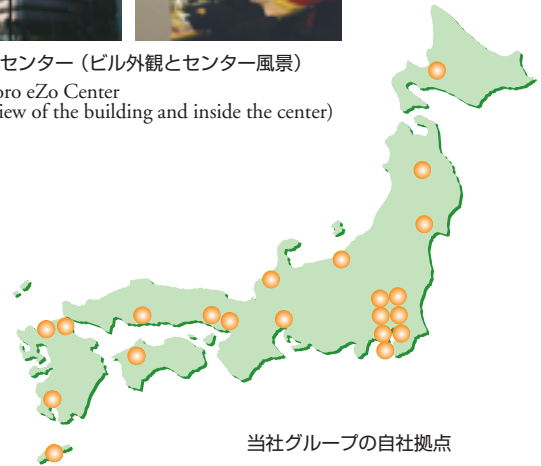 センター（ビル外観とセンター風景）
oro eZo Center
iew of the building and inside the center)
当社グループの自社拠点